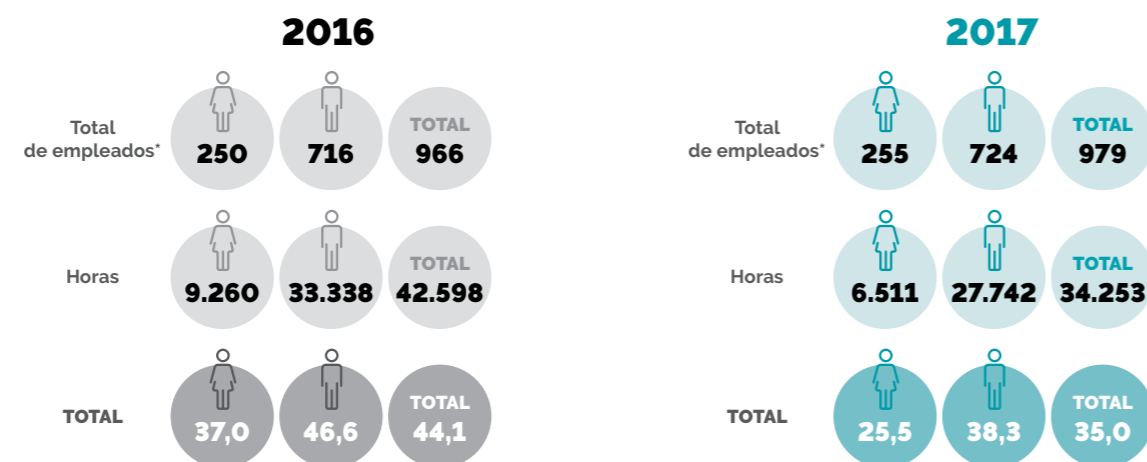 2016
Total
de empleados*
250
716
TOTAL
966
Horas
9.260
33.338
TOTAL
42.598
TOTAL
37,0
46,6
TOTAL
44,1
2017
Total
de empleados*
255
724
TOTAL
979
Horas
6.511
27.742
TOTAL
34.253
TOTAL
25,5
38,3
TOTAL
35,0